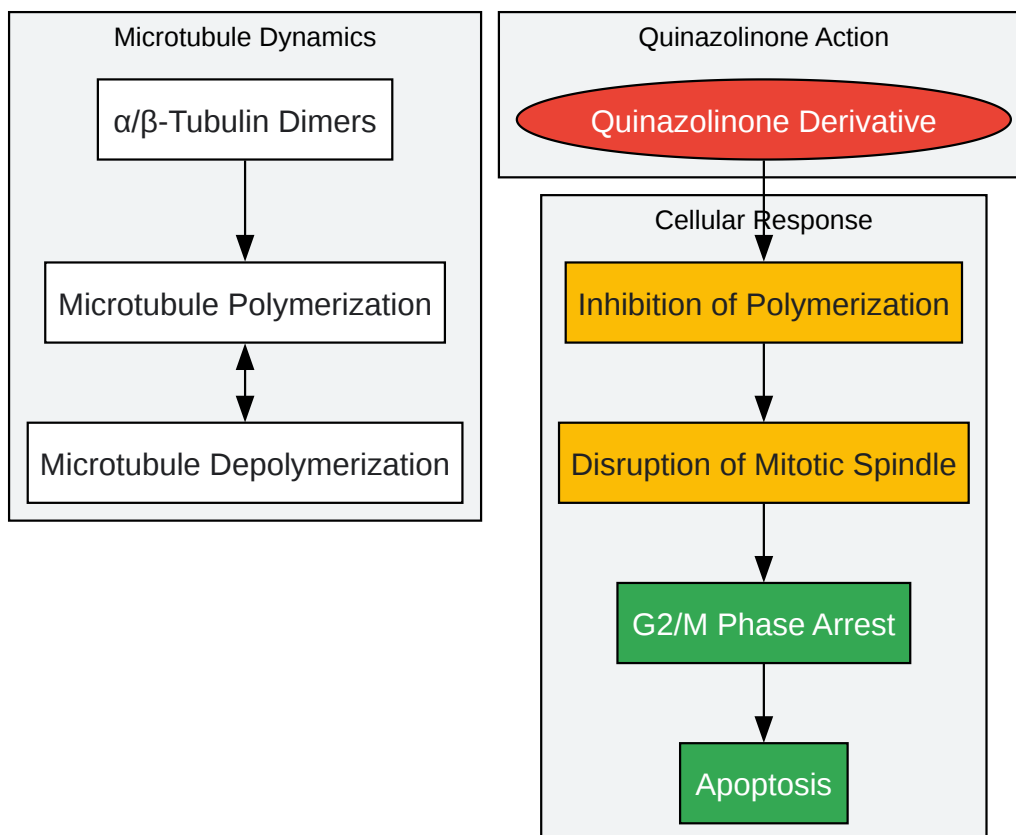 Microtubule Dynamics
α/β-Tubulin Dimers
Microtubule Polymerization
Microtubule Depolymerization
Quinazolinone Action
Quinazolinone Derivative
Cellular Response
Inhibition of Polymerization
Disruption of Mitotic Spindle
G2/M Phase Arrest
Apoptosis